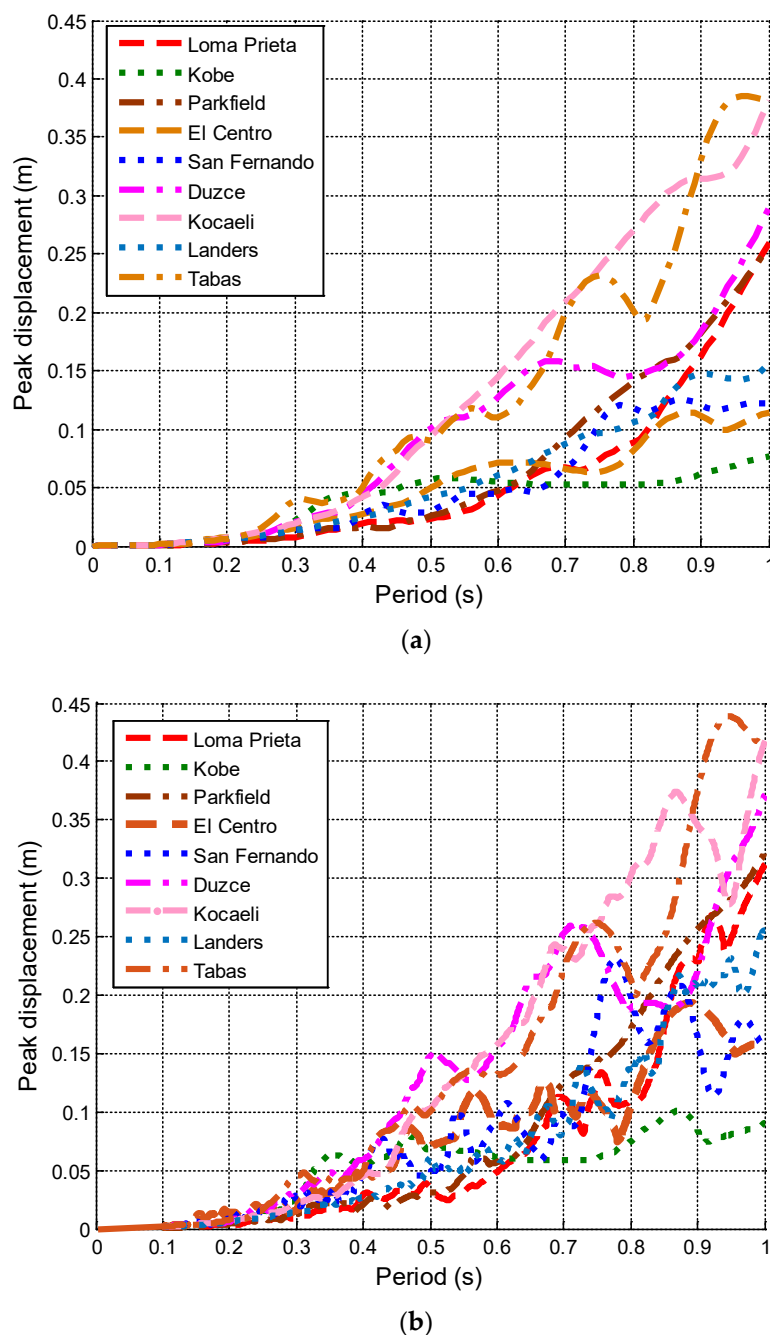 0.45
0.4
0.35
0.3
0.25
0.2
0.15
0.1
0.05
0
Peak displacement (m)
Loma Prieta
Kobe
Parkfield
El Centro
San Fernando
Duzce
Kocaeli
Landers
Tabas
0 0.1 0.2 0.3 0.4 0.5 0.6 0.7 0.8 0.9 1
Period (s)
(a)
0.45
0.4
0.35
0.3
0.25
0.2
0.15
0.1
0.05
0
Peak displacement (m)
Loma Prieta
Kobe
Parkfield
El Centro
San Fernando
Duzce
Kocaeli
Landers
Tabas
0 0.1 0.2 0.3 0.4 0.5 0.6 0.7 0.8 0.9 1
Period (s)
(b)